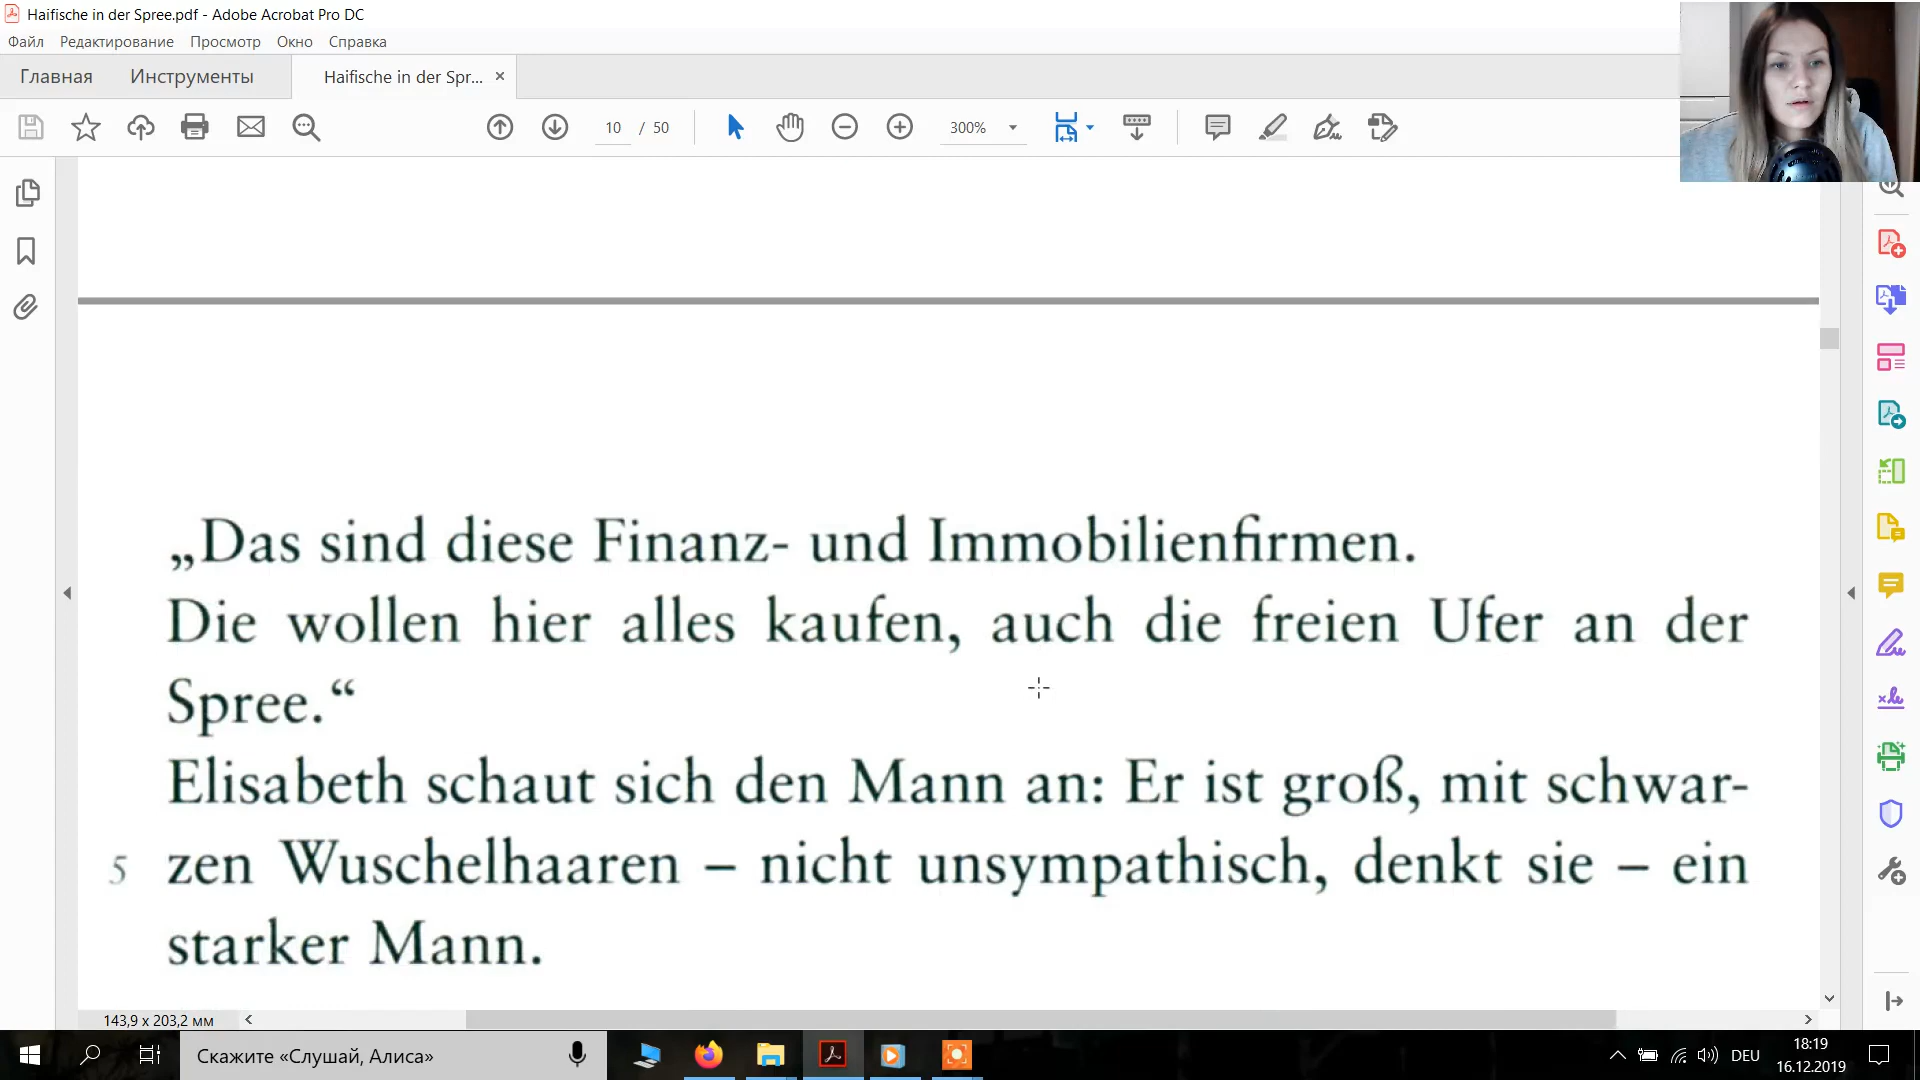 Haifische in der Spree.pdf - Adobe Acrobat Pro DC
Файл Редактирование Просмотр Окно Справка
Главная Инструменты Haifische in der Spr... ×
10 / 50 300%
„Das sind diese Finanz- und Immobilienfirmen.
Die wollen hier alles kaufen, auch die freien Ufer an der
Spree.“
Elisabeth schaut sich den Mann an: Er ist groß, mit schwar-
5 zen Wuschelhaaren – nicht unsympathisch, denkt sie – ein
starker Mann.
143,9 x 203,2 мм
Скажите «Слушай, Алиса»
DEU
18:19
16.12.2019